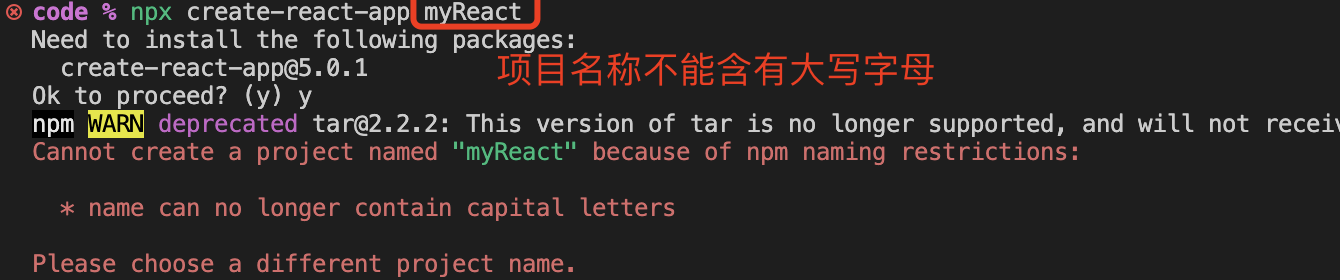 code % npx create-react-app myReact
Need to install the following packages:
create-react-app@5.0.1
项目名称不能含有大写字母
Ok to proceed? (y) y
npm WARN deprecated tar@2.2.2: This version of tar is no longer supported, and will not
Cannot create a project named "myReact" because of npm naming restrictions:
* name can no longer contain capital letters
Please choose a different project name.